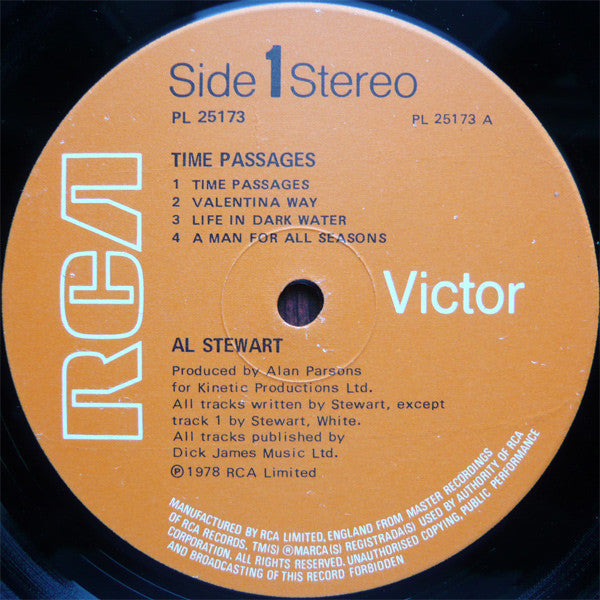 Side 1 Stereo
PL 25173
PL 25173 A
TIME PASSAGES
1 TIME PASSAGES
2 VALENTINA WAY
3 LIFE IN DARK WATER
4 A MAN FOR ALL SEASONS
RCA
Victor
AL STEWART
Produced by Alan Parsons
for Kinetic Productions Ltd.
All tracks written by Stewart, except
track 1 by Stewart, White.
All tracks published by
Dick James Music Ltd.
℗ 1978 RCA Limited
MANUFACTURED BY RCA LIMITED, ENGLAND FROM MASTER RECORDINGS
OF RCA RECORDS, TM(S) ® MARCA(S) REGISTRADA(S) USED BY AUTHORITY OF RCA
CORPORATION. ALL RIGHTS RESERVED. UNAUTHORISED COPYING, PUBLIC PERFORMANCE
AND BROADCASTING OF THIS RECORD FORBIDDEN